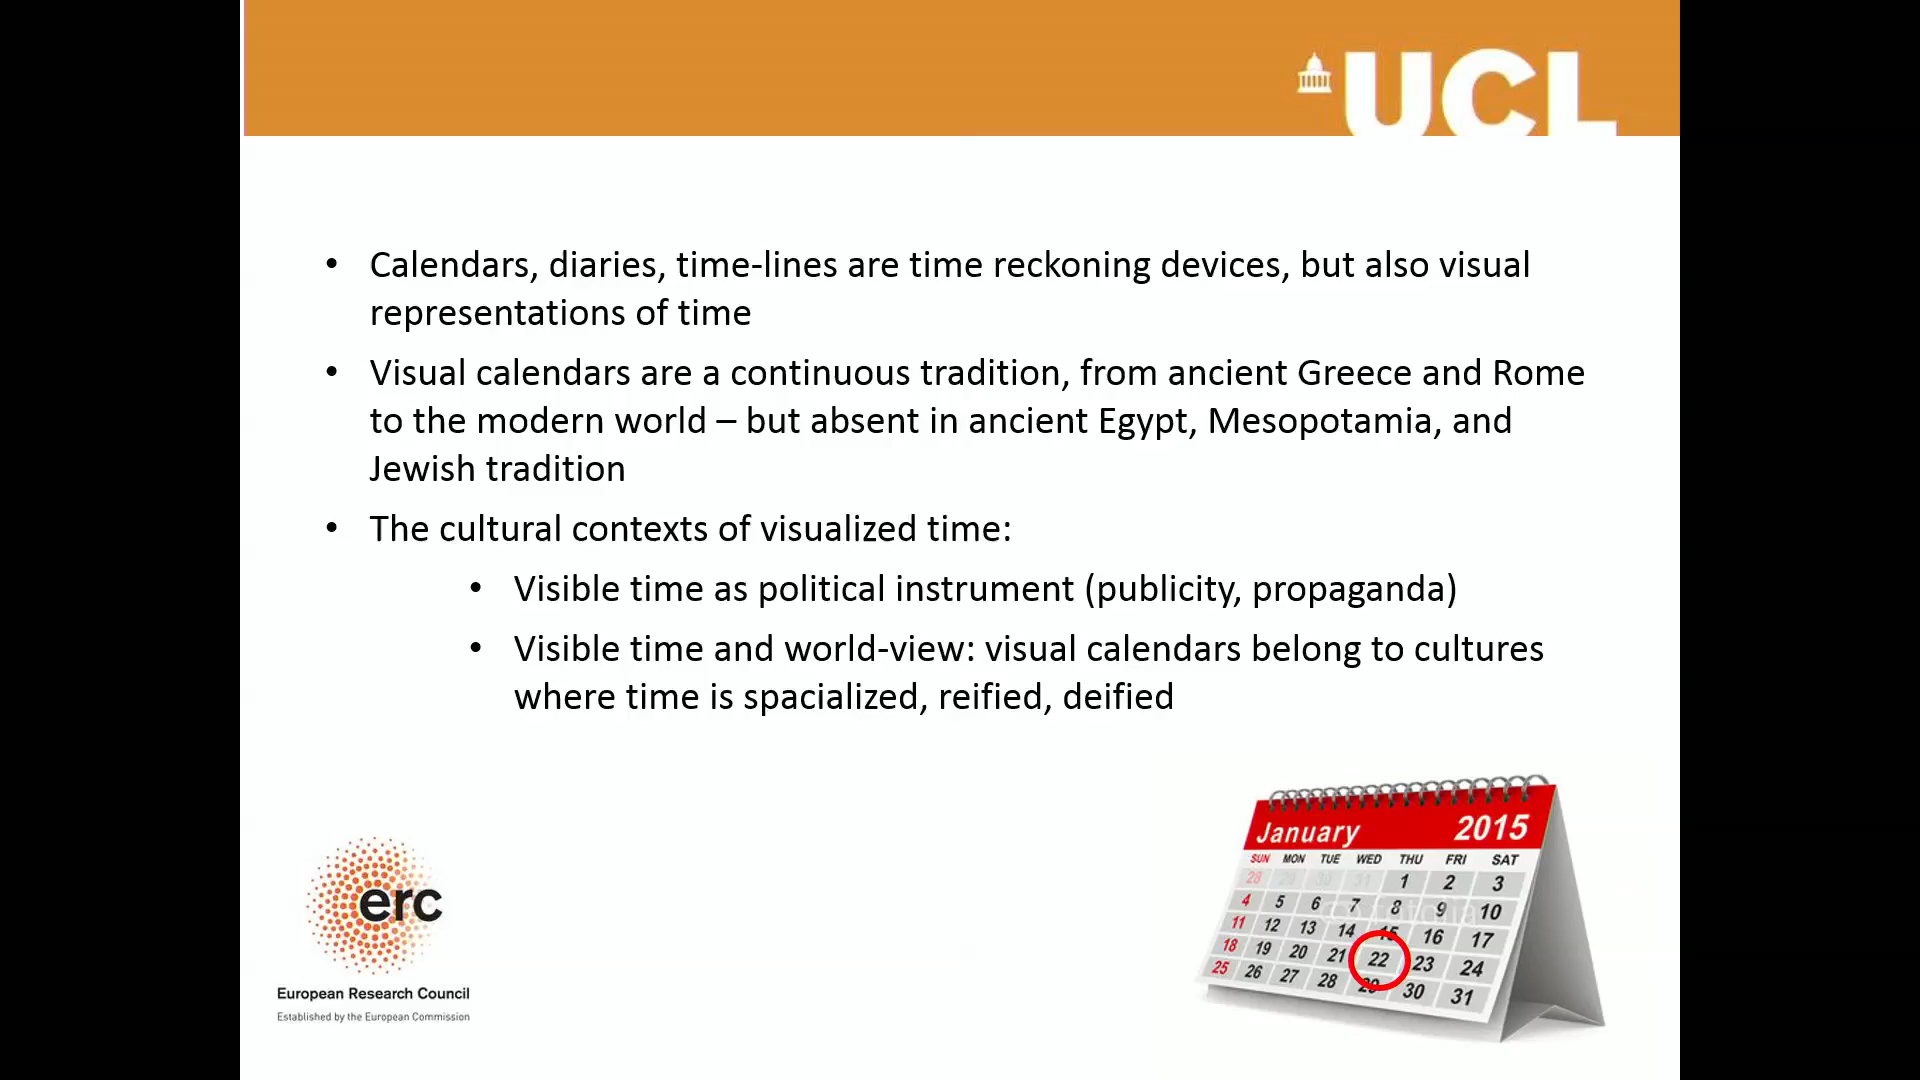 UCL
• Calendars, diaries, time-lines are time reckoning devices, but also visual
representations of time
• Visual calendars are a continuous tradition, from ancient Greece and Rome
to the modern world – but absent in ancient Egypt, Mesopotamia, and
Jewish tradition
• The cultural contexts of visualized time:
• Visible time as political instrument (publicity, propaganda)
• Visible time and world-view: visual calendars belong to cultures
where time is spacialized, reified, deified
January 2015
SUN MON TUE WED THU FRI SAT
28 29 30 31 1 2 3
4 5 6 7 8 9 10
11 12 13 14 15 16 17
18 19 20 21 22 23 24
25 26 27 28 29 30 31
erc
European Research Council
Established by the European Commission